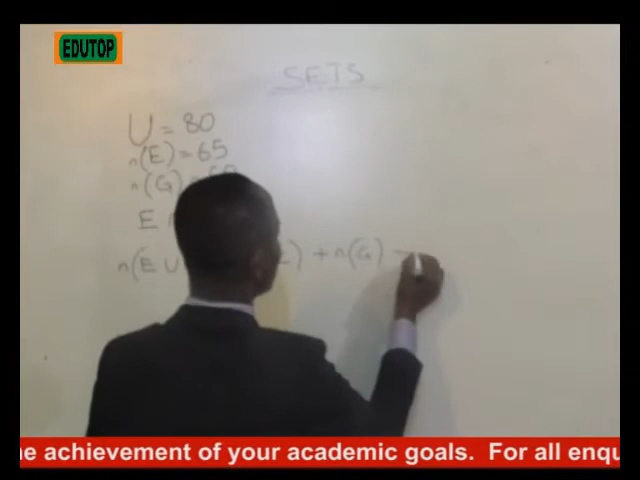 EDUTOP
SETS
U = 80
n(E) = 65
n(G)
E
n(E U ) + n(G) -
he achievement of your academic goals. For all enqu